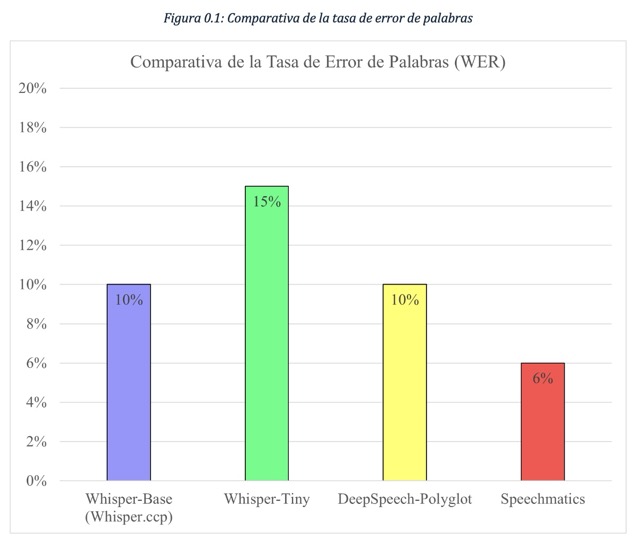 Figura 0.1: Comparativa de la tasa de error de palabras
Comparativa de la Tasa de Error de Palabras (WER)
20%
18%
16%
14%
12%
10%
8%
6%
4%
2%
0%
10%
15%
10%
6%
Whisper-Base
(Whisper.ccp)
Whisper-Tiny
DeepSpeech-Polyglot
Speechmatics